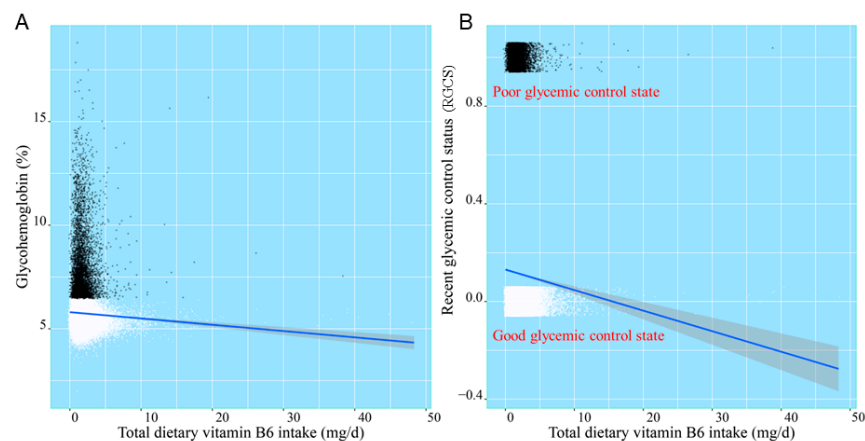 A
Glycohemoglobin (%)
15
10
5
0
10
20
30
40
50
Total dietary vitamin B6 intake (mg/d)
B
Recent glycemic control status (RGCS)
Poor glycemic control state
0.8
0.4
0.0
Good glycemic control state
−0.4
0
10
20
30
40
50
Total dietary vitamin B6 intake (mg/d)